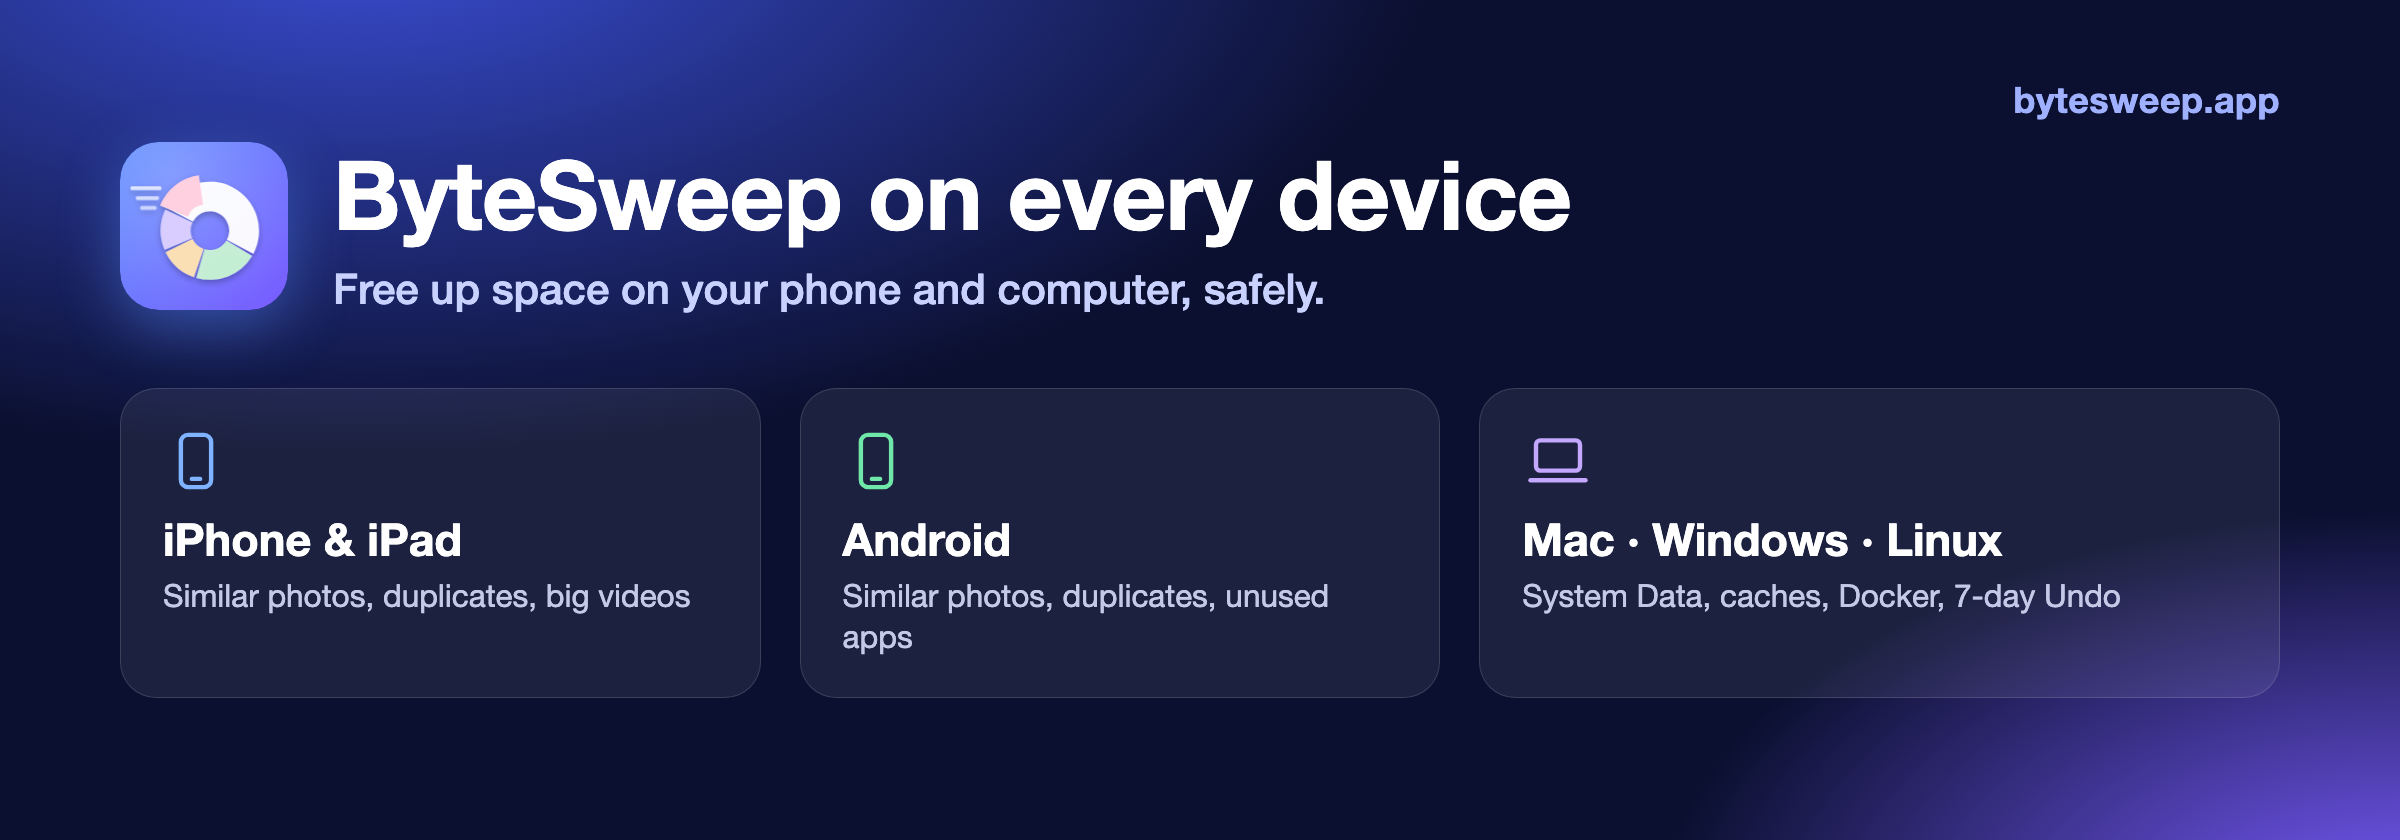 bytesweep.app
ByteSweep on every device
Free up space on your phone and computer, safely.
iPhone & iPad
Similar photos, duplicates, big videos
Android
Similar photos, duplicates, unused
apps
Mac · Windows · Linux
System Data, caches, Docker, 7-day Undo